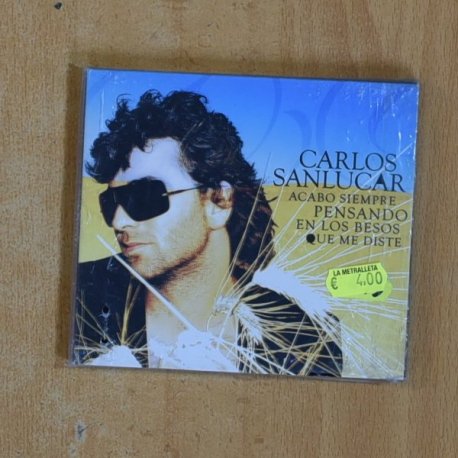 CARLOS
SANLUCAR
ACABO SIEMPRE
PENSANDO
EN LOS BESOS
QUE ME DISTE
LA METRALLETA
€ 4.00